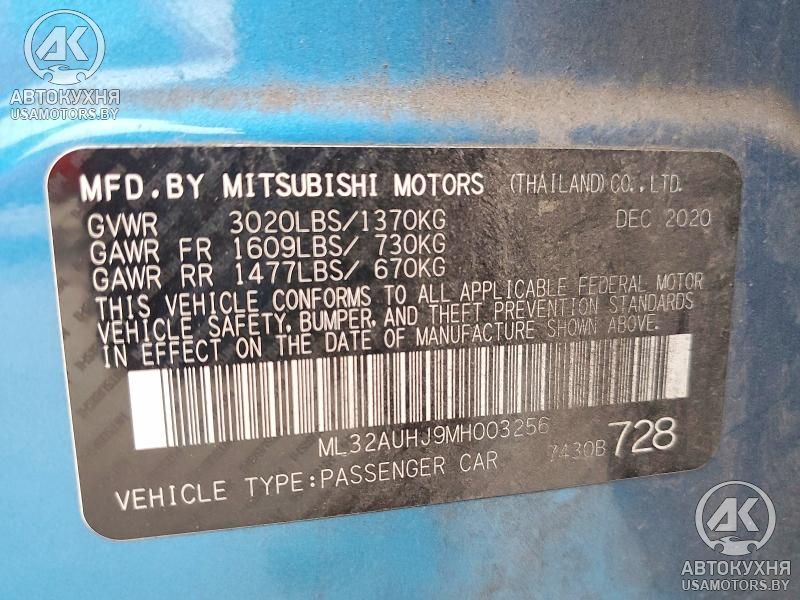 AK
АВТОКУХНЯ
USAMOTORS.BY
MFD.BY MITSUBISHI MOTORS (THAILAND)CO.,LTD.
GVWR 3020LBS/1370KG DEC 2020
GAWR FR 1609LBS/ 730KG
GAWR RR 1477LBS/ 670KG
THIS VEHICLE CONFORMS TO ALL APPLICABLE FEDERAL MOTOR
VEHICLE SAFETY, BUMPER, AND THEFT PREVENTION STANDARDS
IN EFFECT ON THE DATE OF MANUFACTURE SHOWN ABOVE.
ML32AUHJ9MH003256
7430B 728
VEHICLE TYPE:PASSENGER CAR
AK
АВТОКУХНЯ
USAMOTORS.BY